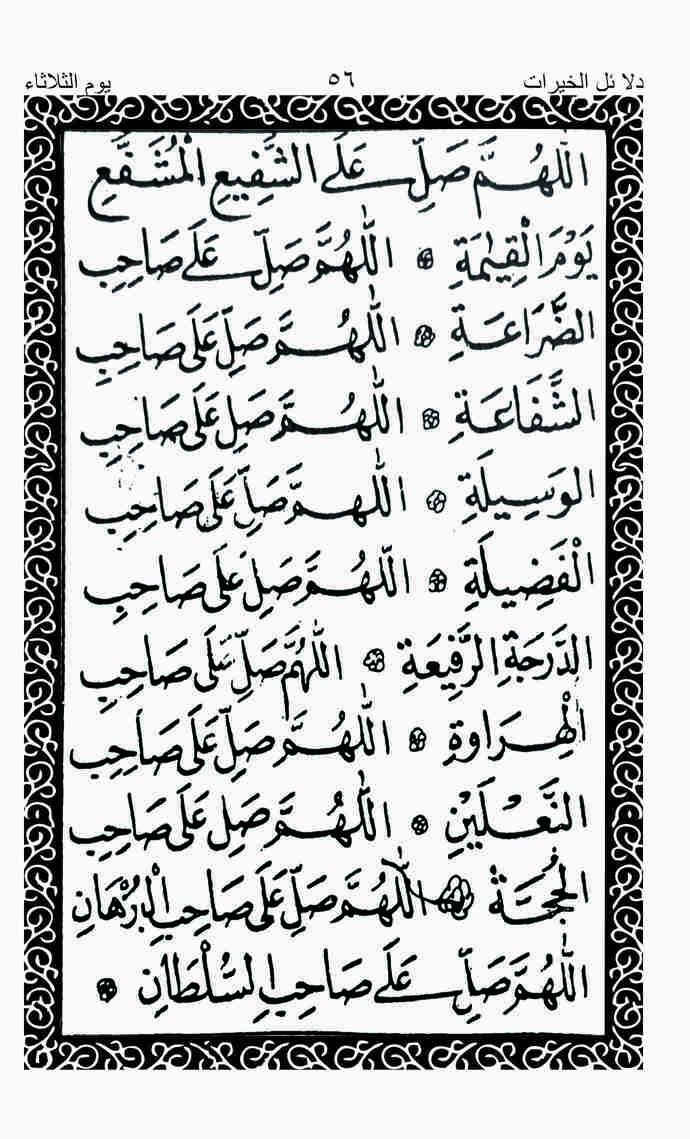 دلا ئل الخيرات ٥٦ يوم الثلاثاء
اَللّٰهُمَّ صَلِّ عَلَى الشَّفِيعِ الْمُشَفَّعِ
يَوْمَ الْقِيٰمَةِ ۞ اَللّٰهُمَّ صَلِّ عَلَى صَاحِبِ
الضَّرَاعَةِ ۞ اَللّٰهُمَّ صَلِّ عَلَى صَاحِبِ
الشَّفَاعَةِ ۞ اَللّٰهُمَّ صَلِّ عَلَى صَاحِبِ
الوَسِيلَةِ ۞ اَللّٰهُمَّ صَلِّ عَلَى صَاحِبِ
الْفَضِيلَةِ ۞ اَللّٰهُمَّ صَلِّ عَلَى صَاحِبِ
الدَّرَجَةِ الرَّفِيعَةِ ۞ اَللّٰهُمَّ صَلِّ عَلَى صَاحِبِ
الْهِرَاوَةِ ۞ اَللّٰهُمَّ صَلِّ عَلَى صَاحِبِ
النَّعْلَيْنِ ۞ اَللّٰهُمَّ صَلِّ عَلَى صَاحِبِ
الْحُجَّةِ ۞ اَللّٰهُمَّ صَلِّ عَلَى صَاحِبِ الْبُرْهَانِ
اَللّٰهُمَّ صَلِّ عَلَى صَاحِبِ السُّلْطَانِ ۞